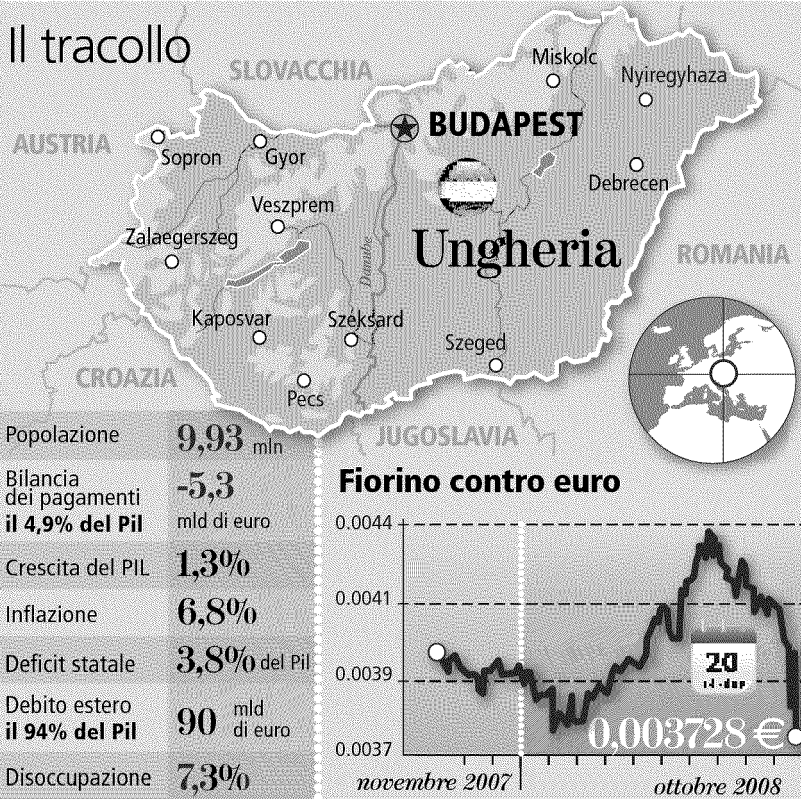 Il tracollo
SLOVACCHIA
Miskolc
Nyiregyhaza
AUSTRIA
BUDAPEST
Sopron
Gyor
Debrecen
Veszprem
Zalaegerszeg
Ungheria
ROMANIA
Danubc
Kaposvar
Szeksard
Szeged
CROAZIA
Pecs
JUGOSLAVIA
Popolazione 9,93 mln
Bilancia
dei pagamenti -5,3
il 4,9% del Pil mld di euro
Crescita del PIL 1,3%
Inflazione 6,8%
Deficit statale 3,8% del Pil
Debito estero 90 mld
il 94% del Pil di euro
Disoccupazione 7,3%
Fiorino contro euro
0.0044
0.0041
0.0039
20
0,003728 €
0.0037
novembre 2007
ottobre 2008